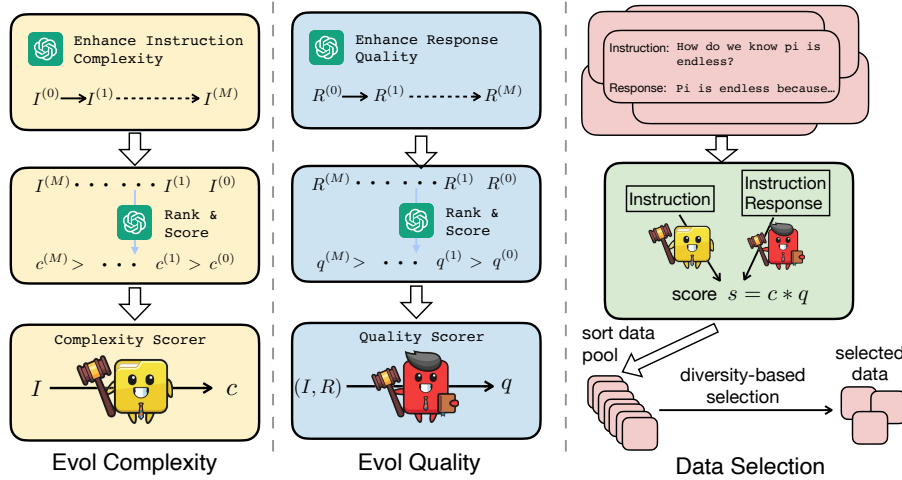 Enhance Instruction
Complexity
I^(0) I^(1) I^(M)
I^(M) · · · · · · I^(1) I^(0)
Rank &
Score
c^(M) > · · · c^(1) > c^(0)
Complexity Scorer
I c
Evol Complexity
Enhance Response
Quality
R^(0) R^(1) R^(M)
R^(M) · · · · · · R^(1) R^(0)
Rank &
Score
q^(M) > · · · q^(1) > q^(0)
Quality Scorer
(I, R) q
Evol Quality
Instruction: How do we know pi is
endless?
Response: Pi is endless because…
Instruction
Instruction
Response
score s = c * q
sort data
pool
diversity-based
selection
selected
data
Data Selection